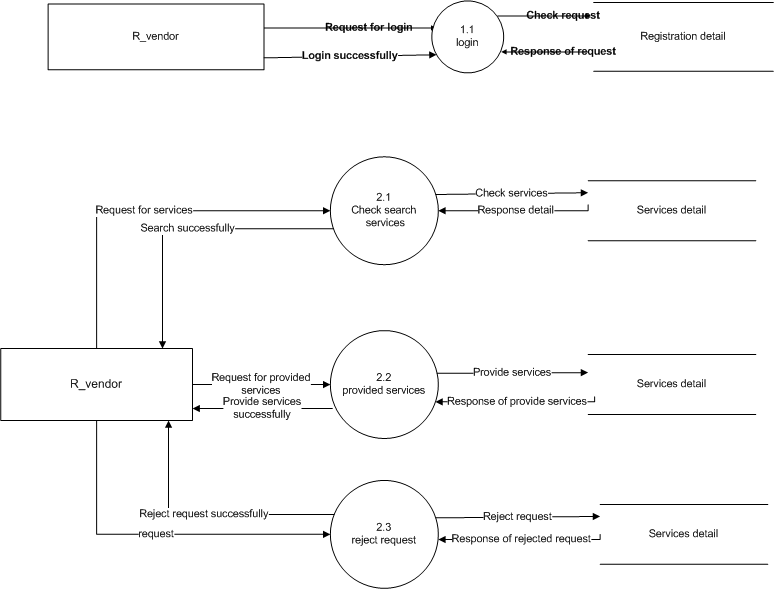 R_vendor
Request for login
Login successfully
1.1
login
Check request
Response of request
Registration detail
Request for services
Search successfully
2.1
Check search
services
Check services
Response detail
Services detail
R_vendor
Request for provided
services
Provide services
successfully
2.2
provided services
Provide services
Response of provide services
Services detail
Reject request successfully
request
2.3
reject request
Reject request
Response of rejected request
Services detail